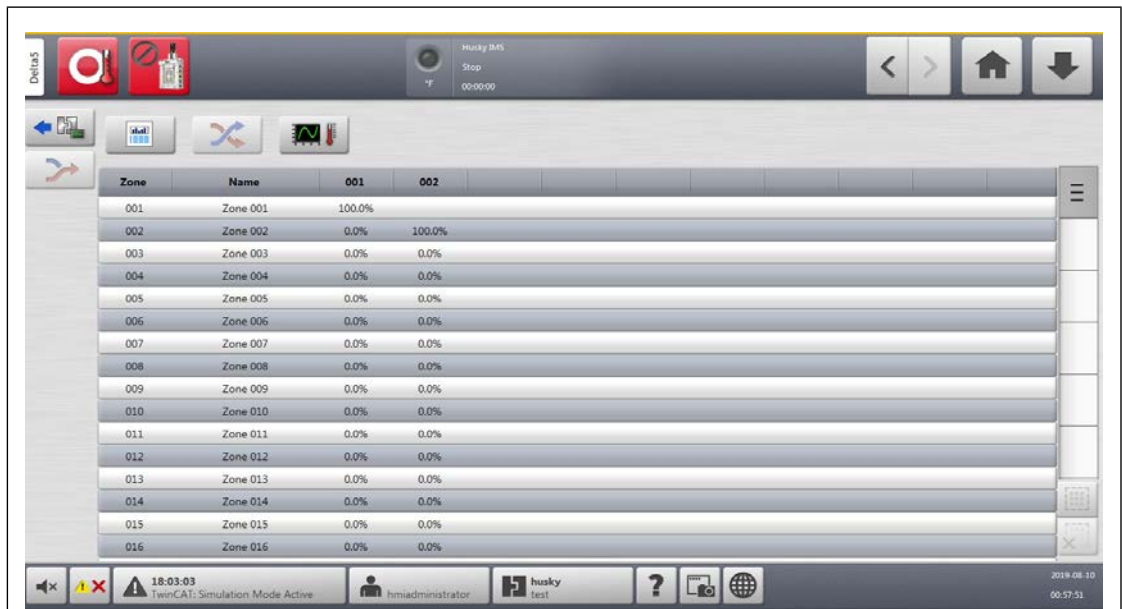 Delta5
Husky IMS
Stop
°F 00:00:00
Zone Name 001 002
001 Zone 001 100.0%
002 Zone 002 0.0% 100.0%
003 Zone 003 0.0% 0.0%
004 Zone 004 0.0% 0.0%
005 Zone 005 0.0% 0.0%
006 Zone 006 0.0% 0.0%
007 Zone 007 0.0% 0.0%
008 Zone 008 0.0% 0.0%
009 Zone 009 0.0% 0.0%
010 Zone 010 0.0% 0.0%
011 Zone 011 0.0% 0.0%
012 Zone 012 0.0% 0.0%
013 Zone 013 0.0% 0.0%
014 Zone 014 0.0% 0.0%
015 Zone 015 0.0% 0.0%
016 Zone 016 0.0% 0.0%
18:03:03
TwinCAT: Simulation Mode Active
hmiadministrator
husky
test
?
2019-08-10
00:57:51